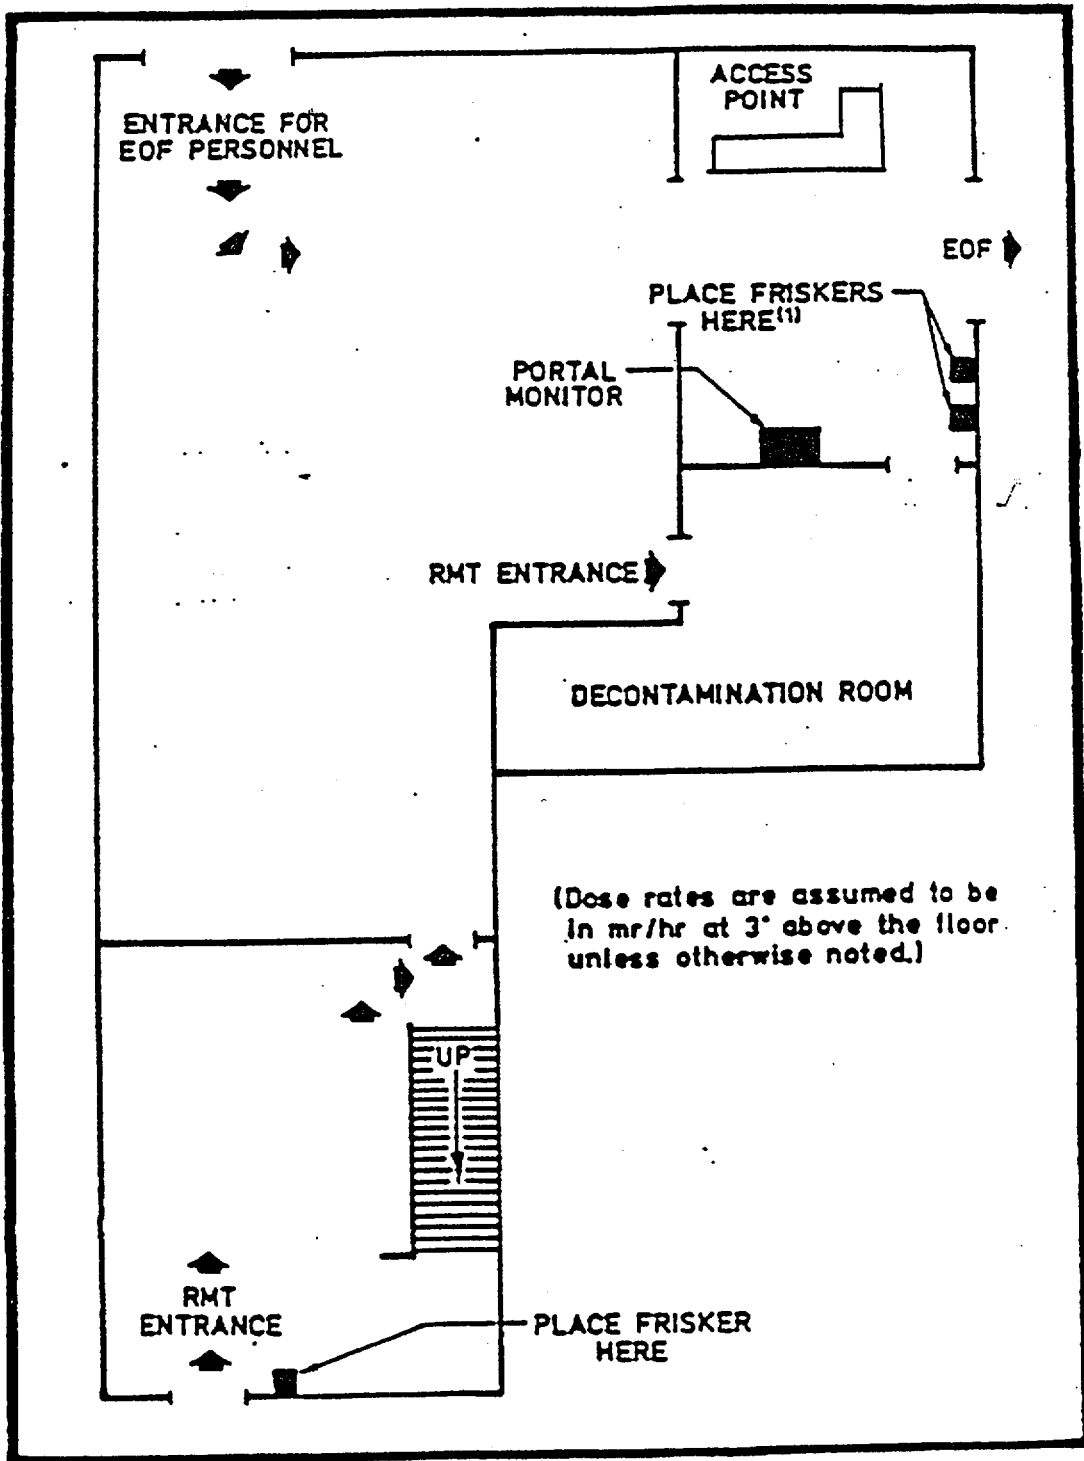 ACCESS
POINT
ENTRANCE FOR
EOF PERSONNEL
EOF
PLACE FRISKERS
HERE(1)
PORTAL
MONITOR
RMT ENTRANCE
DECONTAMINATION ROOM
(Dose rates are assumed to be
in mr/hr at 3" above the floor
unless otherwise noted.)
UP
RMT
ENTRANCE
PLACE FRISKER
HERE